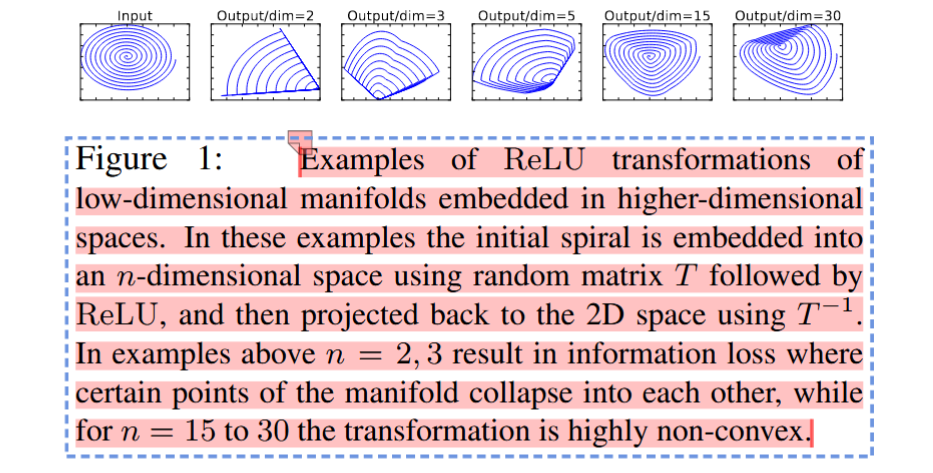 Input Output/dim=2 Output/dim=3 Output/dim=5 Output/dim=15 Output/dim=30
Figure 1: Examples of ReLU transformations of
low-dimensional manifolds embedded in higher-dimensional
spaces. In these examples the initial spiral is embedded into
an n-dimensional space using random matrix T followed by
ReLU, and then projected back to the 2D space using T⁻¹.
In examples above n = 2, 3 result in information loss where
certain points of the manifold collapse into each other, while
for n = 15 to 30 the transformation is highly non-convex.